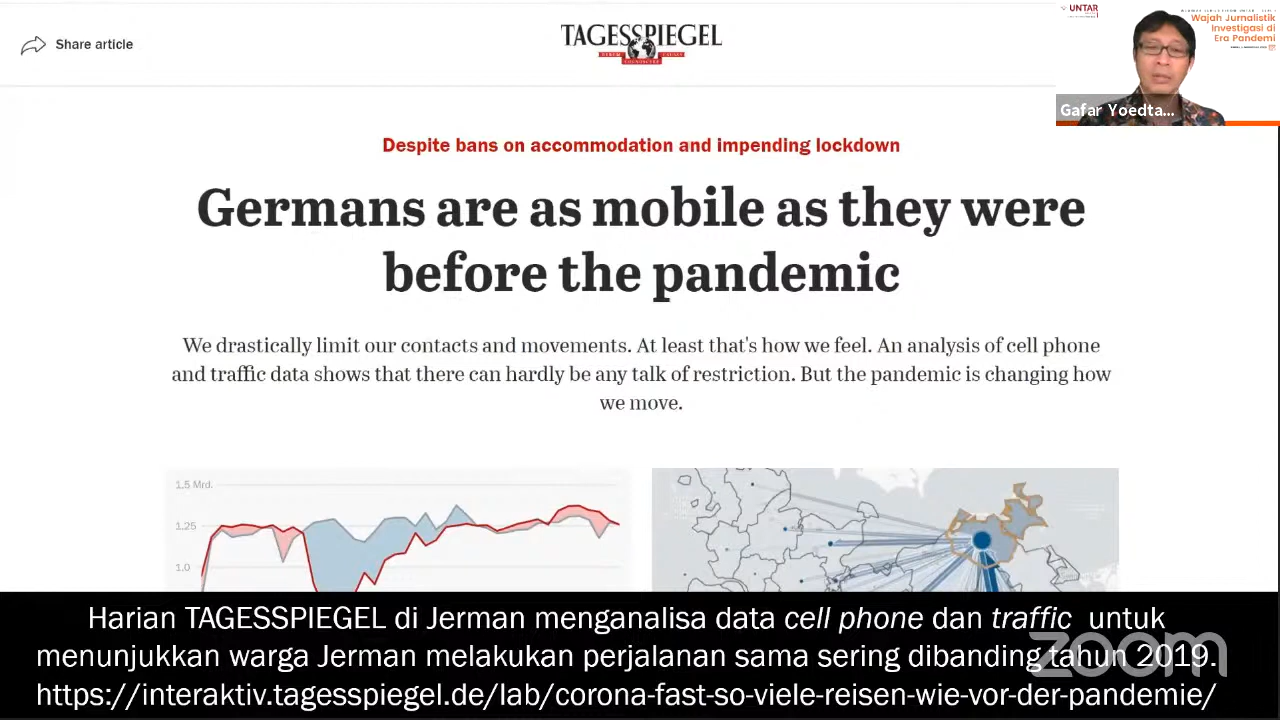 Share article
TAGESSPIEGEL
UNTAR
Wajah Jurnalistik
Investigasi di
Era Pandemi
Gafar Yoedta...
Despite bans on accommodation and impending lockdown
Germans are as mobile as they were
before the pandemic
We drastically limit our contacts and movements. At least that's how we feel. An analysis of cell phone
and traffic data shows that there can hardly be any talk of restriction. But the pandemic is changing how
we move.
1.5 Mrd.
1.25
1.0
Harian TAGESSPIEGEL di Jerman menganalisa data cell phone dan traffic untuk
menunjukkan warga Jerman melakukan perjalanan sama sering dibanding tahun 2019.
https://interaktiv.tagesspiegel.de/lab/corona-fast-so-viele-reisen-wie-vor-der-pandemie/
zoom